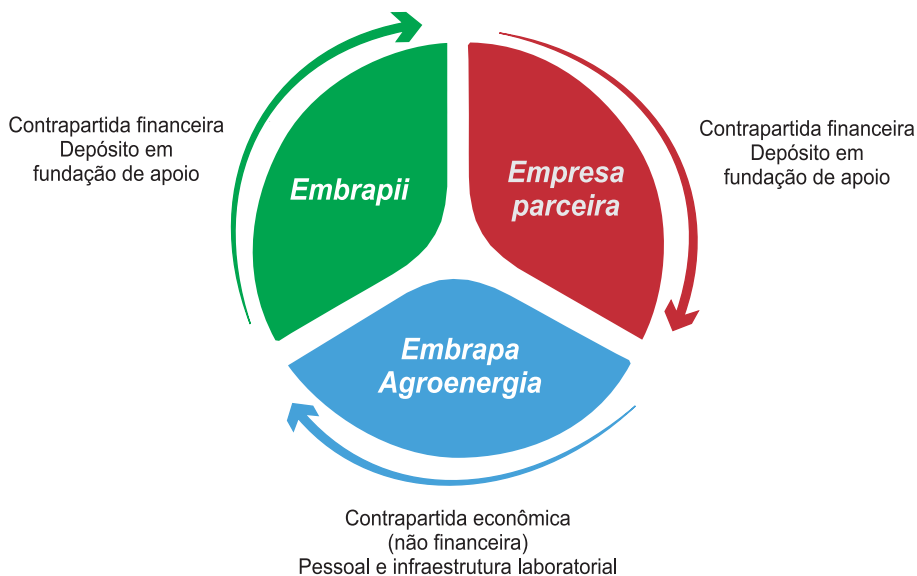 Contrapartida financeira
Depósito em
fundação de apoio
Embrapii
Empresa
parceira
Contrapartida financeira
Depósito em
fundação de apoio
Embrapa
Agroenergia
Contrapartida econômica
(não financeira)
Pessoal e infraestrutura laboratorial